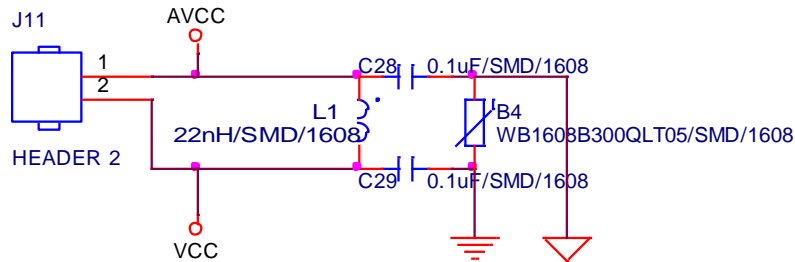 J11
AVCC
1
2
C28
0.1uF/SMD/1608
L1
22nH/SMD/1608
B4
WB1608B300QLT05/SMD/1608
HEADER 2
C29
0.1uF/SMD/1608
VCC